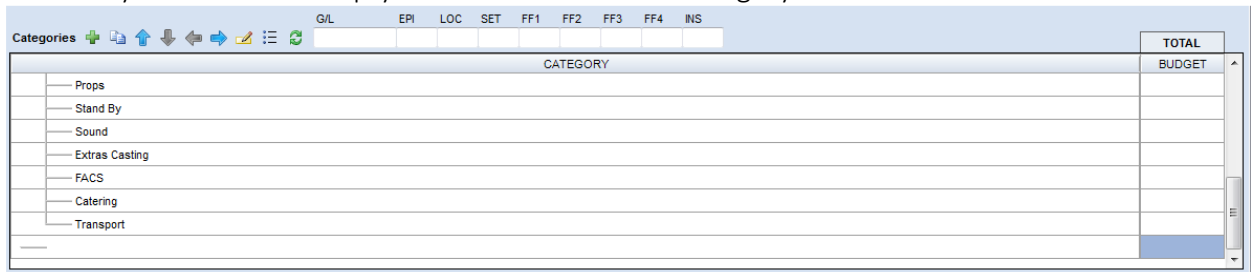 G/L EPI LOC SET FF1 FF2 FF3 FF4 INS
Categories
TOTAL
CATEGORY BUDGET
Props
Stand By
Sound
Extras Casting
FACS
Catering
Transport